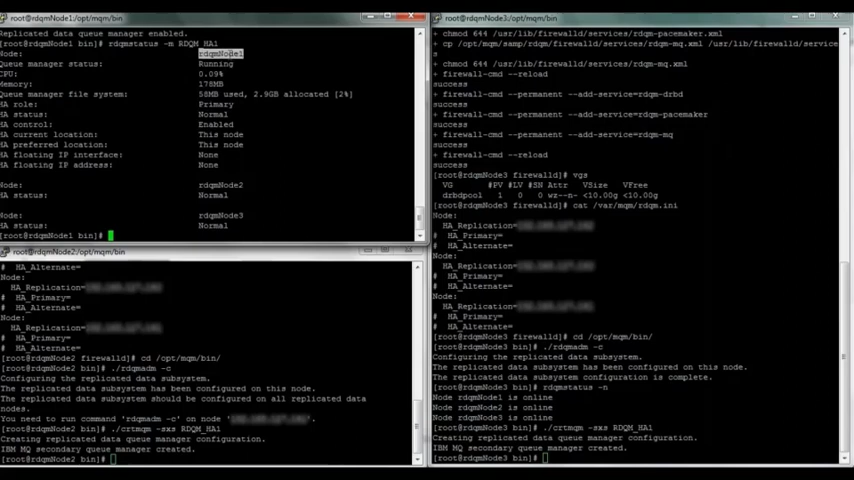 root@rdqmNode1:/opt/mqm/bin
Replicated data queue manager enabled.
[root@rdqmNode1 bin]# rdqmstatus -m RDQM_HA1
Node: rdqmNode1
Queue manager status: Running
CPU: 0.09%
Memory: 178MB
Queue manager file system: 58MB used, 2.9GB allocated [2%]
HA role: Primary
HA status: Normal
HA control: Enabled
HA current location: This node
HA preferred location: This node
HA floating IP interface: None
HA floating IP address: None
Node: rdqmNode2
HA status: Normal
Node: rdqmNode3
HA status: Normal
[root@rdqmNode1 bin]#
root@rdqmNode2:/opt/mqm/bin
# HA_Alternate=
Node:
HA_Replication=
# HA_Primary=
# HA_Alternate=
Node:
HA_Replication=
# HA_Primary=
# HA_Alternate=
[root@rdqmNode2 firewalld]# cd /opt/mqm/bin/
[root@rdqmNode2 bin]# ./rdqmadm -c
Configuring the replicated data subsystem.
The replicated data subsystem has been configured on this node.
The replicated data subsystem should be configured on all replicated data
nodes.
You need to run command 'rdqmadm -c' on node '
[root@rdqmNode2 bin]# ./crtmqm -sxs RDQM_HA1
Creating replicated data queue manager configuration.
IBM MQ secondary queue manager created.
[root@rdqmNode2 bin]#
root@rdqmNode3:/opt/mqm/bin
+ chmod 644 /usr/lib/firewalld/services/rdqm-pacemaker.xml
+ cp /opt/mqm/samp/rdqm/firewalld/services/rdqm-mq.xml /usr/lib/firewalld/services
+ chmod 644 /usr/lib/firewalld/services/rdqm-mq.xml
+ firewall-cmd --reload
success
+ firewall-cmd --permanent --add-service=rdqm-drbd
success
+ firewall-cmd --permanent --add-service=rdqm-pacemaker
success
+ firewall-cmd --permanent --add-service=rdqm-mq
success
+ firewall-cmd --reload
success
[root@rdqmNode3 firewalld]# vgs
VG #PV #LV #SN Attr VSize VFree
drbdpool 1 0 0 wz--n- <10.00g <10.00g
[root@rdqmNode3 firewalld]# cat /var/mqm/rdqm.ini
Node:
HA_Replication=
# HA_Primary=
# HA_Alternate=
Node:
HA_Replication=
# HA_Primary=
# HA_Alternate=
Node:
HA_Replication=
# HA_Primary=
# HA_Alternate=
[root@rdqmNode3 firewalld]# cd /opt/mqm/bin/
[root@rdqmNode3 bin]# ./rdqmadm -c
Configuring the replicated data subsystem.
The replicated data subsystem has been configured on this node.
The replicated data subsystem configuration is complete.
[root@rdqmNode3 bin]# rdqmstatus -n
Node rdqmNode1 is online
Node rdqmNode2 is online
Node rdqmNode3 is online
[root@rdqmNode3 bin]# ./crtmqm -sxs RDQM_HA1
Creating replicated data queue manager configuration.
IBM MQ secondary queue manager created.
[root@rdqmNode3 bin]#